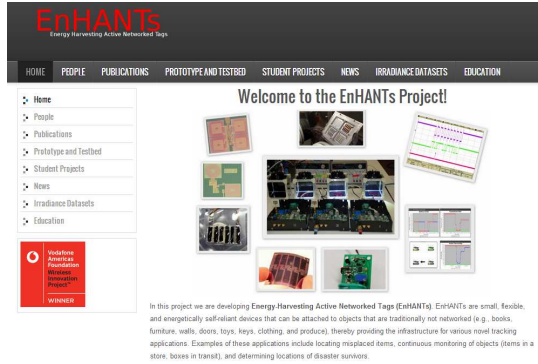 EnHANTs
Energy Harvesting Active Networked Tags
HOME PEOPLE PUBLICATIONS PROTOTYPE AND TESTBED STUDENT PROJECTS NEWS IRRADIANCE DATASETS EDUCATION
Home
People
Publications
Prototype and Testbed
Student Projects
News
Irradiance Datasets
Education
Vodafone
Americas
Foundation
Wireless
Innovation
Project™
WINNER
Welcome to the EnHANTs Project!
In this project we are developing Energy-Harvesting Active Networked Tags (EnHANTs). EnHANTs are small, flexible,
and energetically self-reliant devices that can be attached to objects that are traditionally not networked (e.g., books,
furniture, walls, doors, toys, keys, clothing, and produce), thereby providing the infrastructure for various novel tracking
applications. Examples of these applications include locating misplaced items, continuous monitoring of objects (items in a
store, boxes in transit), and determining locations of disaster survivors.